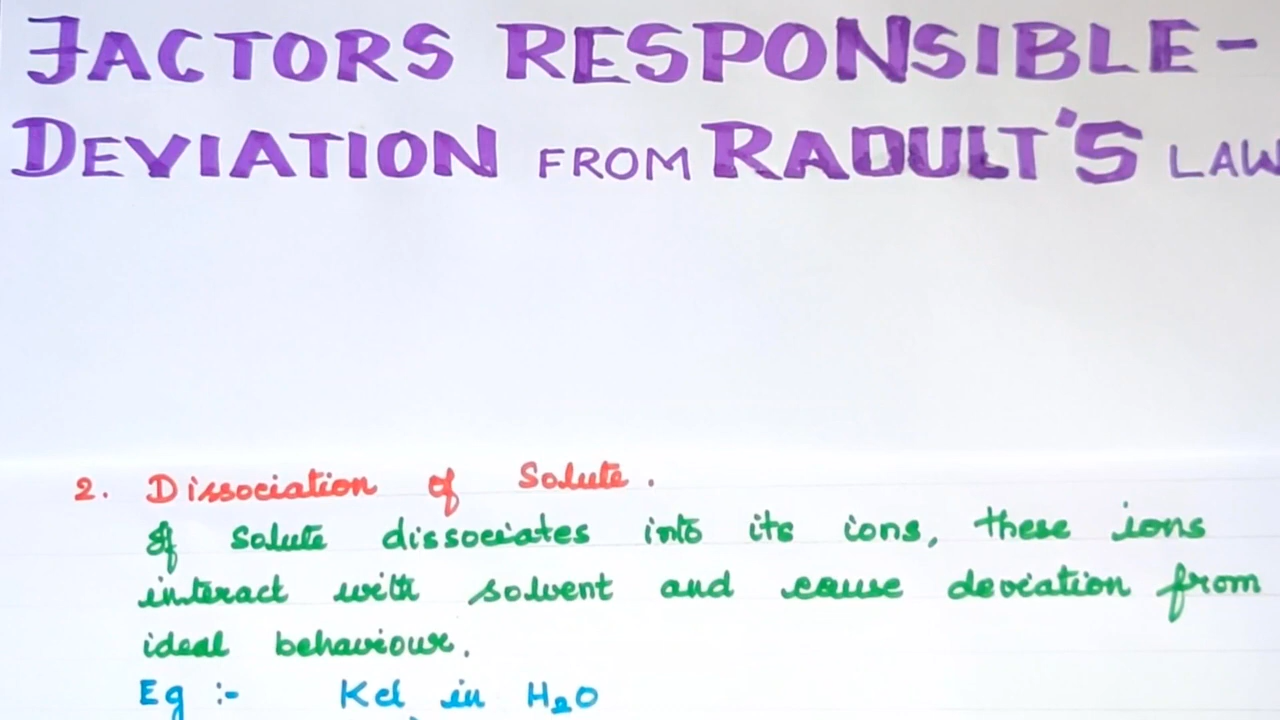 FACTORS RESPONSIBLE-
DEVIATION FROM RAOULT'S LAW
2. Dissociation of Solute.
If Solute dissociates into its ions, these ions
interact with solvent and cause deviation from
ideal behaviour.
Eg :- Kcl in H₂O